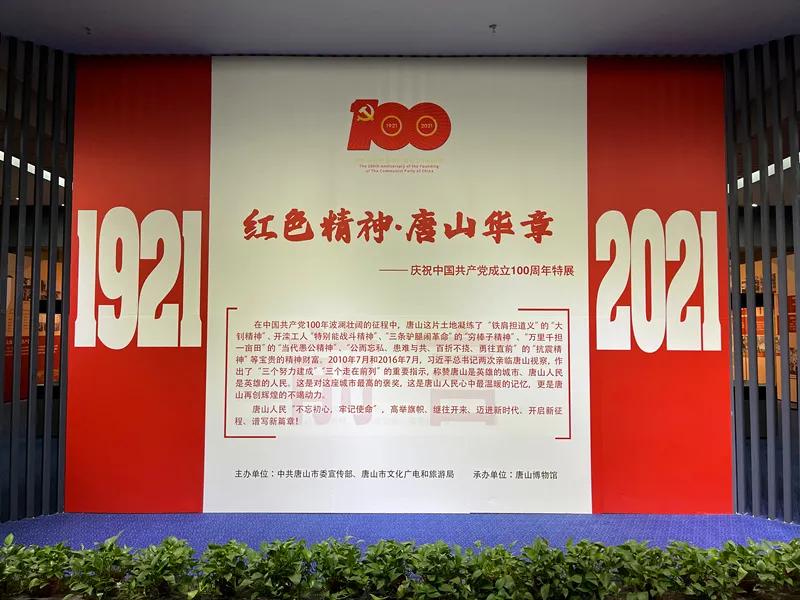 100
1921
2021
The 100th Anniversary of the Founding
of The Communist Party of China
红色精神·唐山华章
——庆祝中国共产党成立100周年特展
1921
2021
在中国共产党100年波澜壮阔的征程中，唐山这片土地凝练了“铁肩担道义”的“大
钊精神”、开滦工人“特别能战斗精神”、“三条驴腿闹革命”的“穷棒子精神”、“万里千担
一亩田”的“当代愚公精神”、“公而忘私、患难与共、百折不挠、勇往直前”的“抗震精
神”等宝贵的精神财富。2010年7月和2016年7月，习近平总书记两次亲临唐山视察，作
出了“三个努力建成”“三个走在前列”的重要指示，称赞唐山是英雄的城市、唐山人民
是英雄的人民。这是对这座城市最高的褒奖，这是唐山人民心中最温暖的记忆，更是唐
山再创辉煌的不竭动力。
唐山人民“不忘初心，牢记使命”，高举旗帜、继往开来、迈进新时代、开启新征
程、谱写新篇章！
主办单位：中共唐山市委宣传部、唐山市文化广电和旅游局 承办单位：唐山博物馆